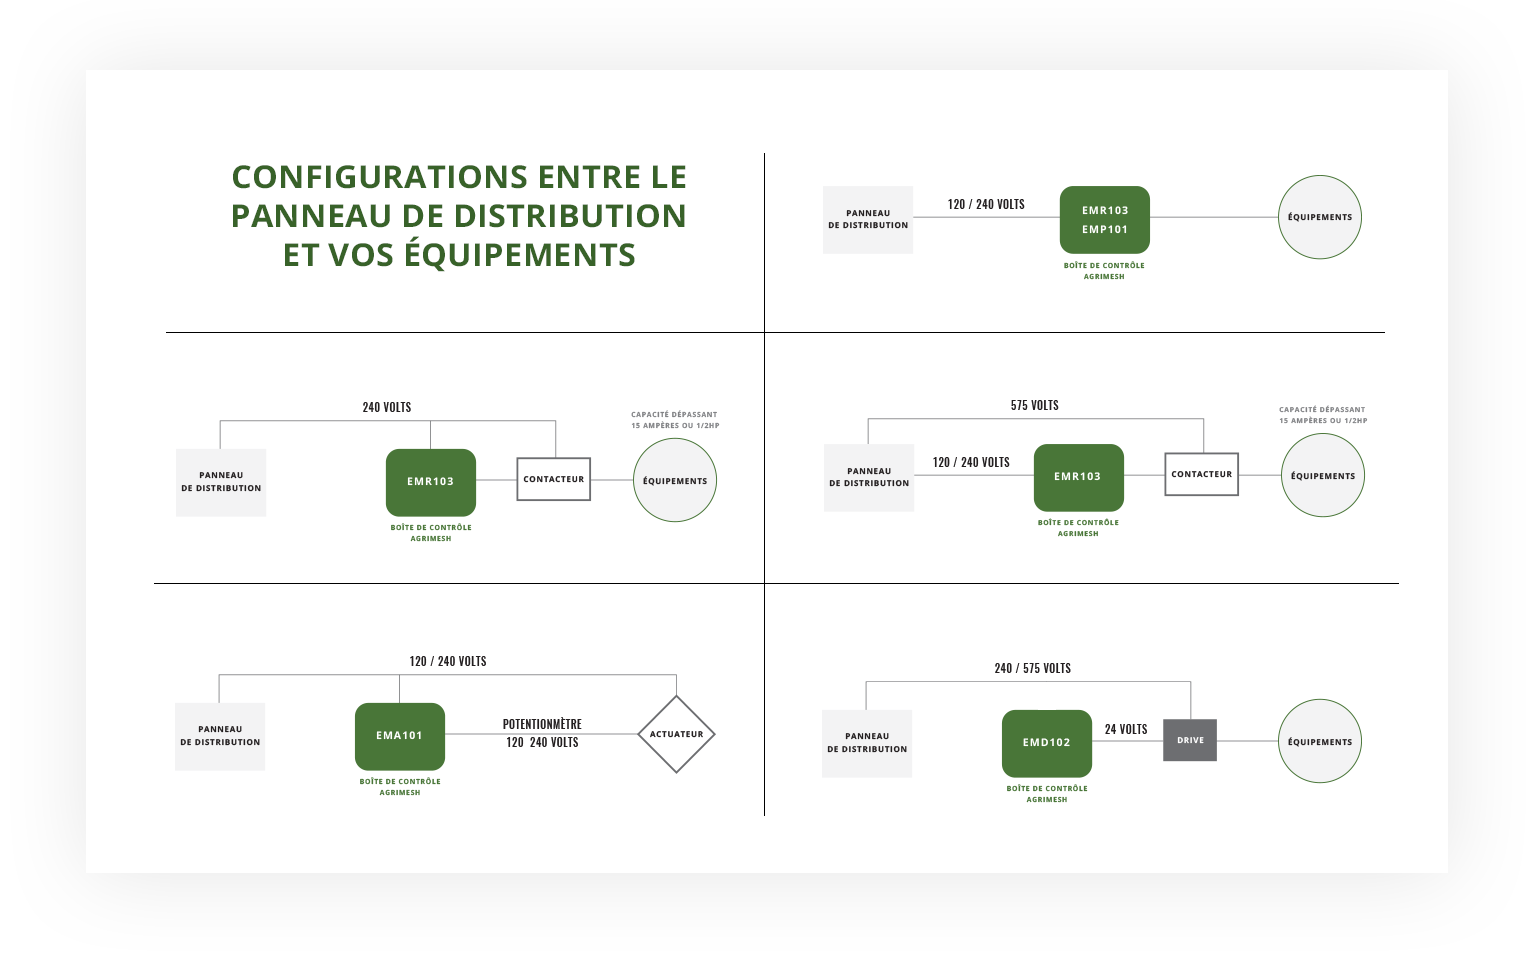 CONFIGURATIONS ENTRE LE
PANNEAU DE DISTRIBUTION
ET VOS ÉQUIPEMENTS
PANNEAU
DE DISTRIBUTION
120 / 240 VOLTS
EMR103
EMP101
BOÎTE DE CONTRÔLE
AGRIMESH
ÉQUIPEMENTS
240 VOLTS
PANNEAU
DE DISTRIBUTION
EMR103
BOÎTE DE CONTRÔLE
AGRIMESH
CONTACTEUR
CAPACITÉ DÉPASSANT
15 AMPÈRES OU 1/2HP
ÉQUIPEMENTS
575 VOLTS
PANNEAU
DE DISTRIBUTION
120 / 240 VOLTS
EMR103
BOÎTE DE CONTRÔLE
AGRIMESH
CONTACTEUR
CAPACITÉ DÉPASSANT
15 AMPÈRES OU 1/2HP
ÉQUIPEMENTS
120 / 240 VOLTS
PANNEAU
DE DISTRIBUTION
EMA101
BOÎTE DE CONTRÔLE
AGRIMESH
POTENTIONMÈTRE
120  240 VOLTS
ACTUATEUR
240 / 575 VOLTS
PANNEAU
DE DISTRIBUTION
EMD102
BOÎTE DE CONTRÔLE
AGRIMESH
24 VOLTS
DRIVE
ÉQUIPEMENTS